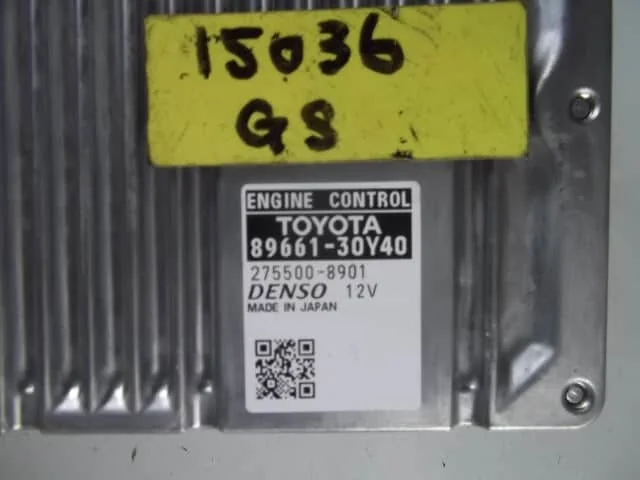 15036
GS
ENGINE CONTROL
TOYOTA
89661-30Y40
275500-8901
DENSO 12V
MADE IN JAPAN